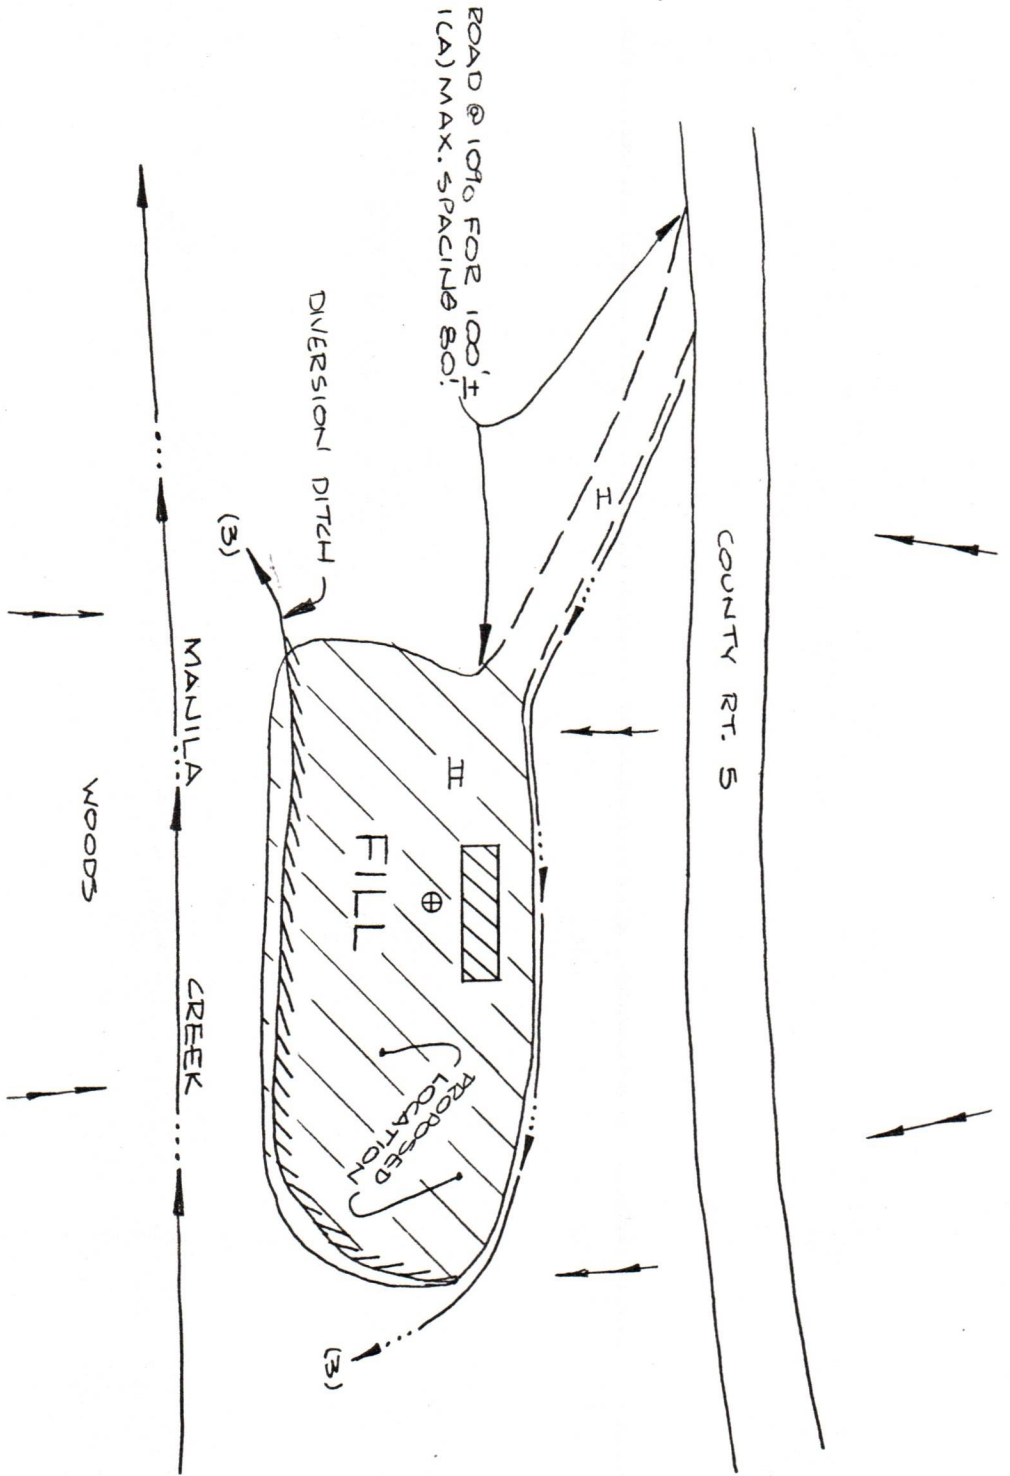 ROAD @ 10% FOR 100'±
1(A) MAX. SPACING 80'
COUNTY RT. 5
I
DIVERSION DITCH
(3)
II
FILL
PROPOSED
LOCATION
(3)
MANILA CREEK
WOODS